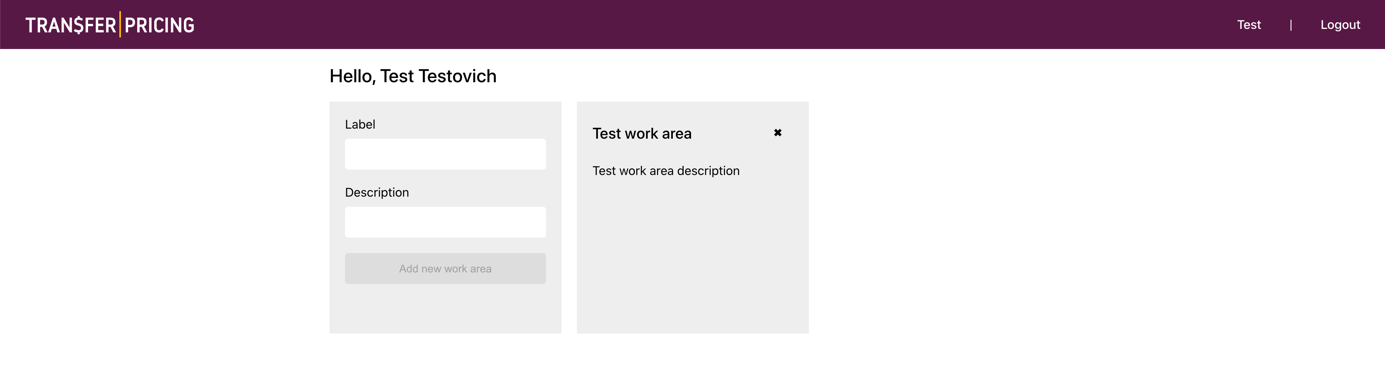 TRAN$FER|PRICING
Test | Logout
Hello, Test Testovich
Label
Description
Add new work area
Test work area ✖
Test work area description